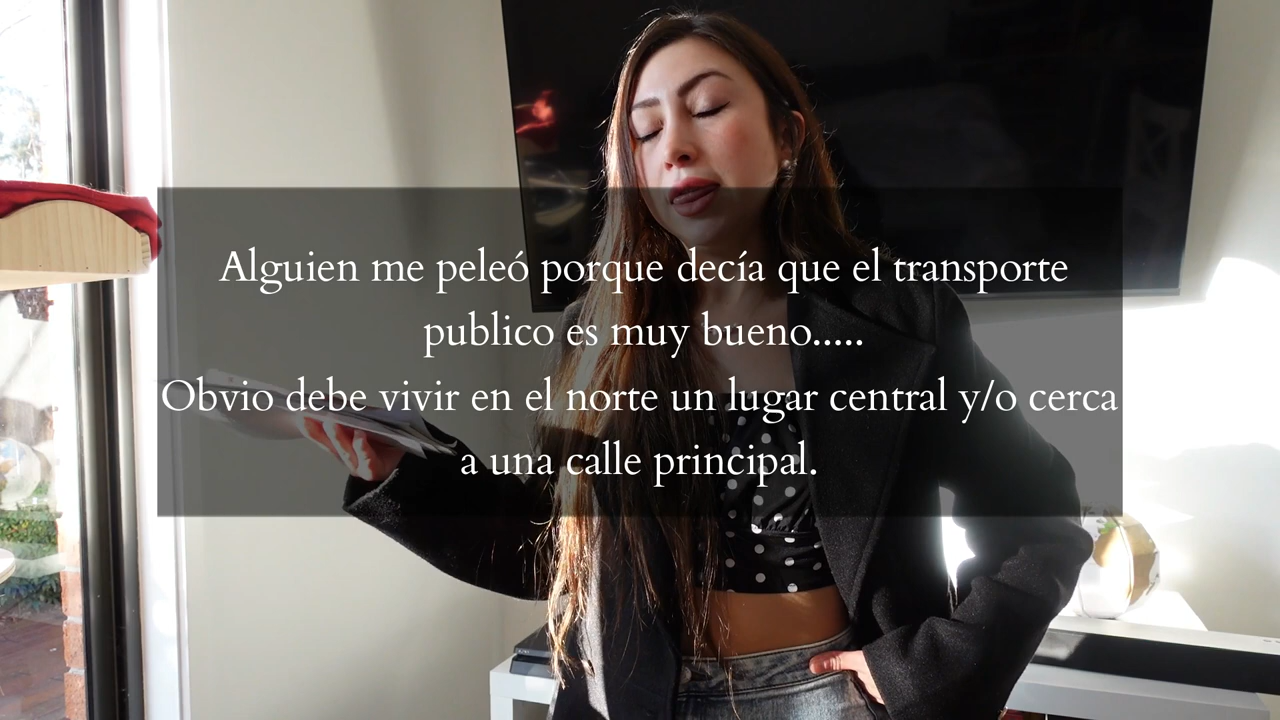 Alguien me peleó porque decía que el transporte
publico es muy bueno.....
Obvio debe vivir en el norte un lugar central y/o cerca
a una calle principal.